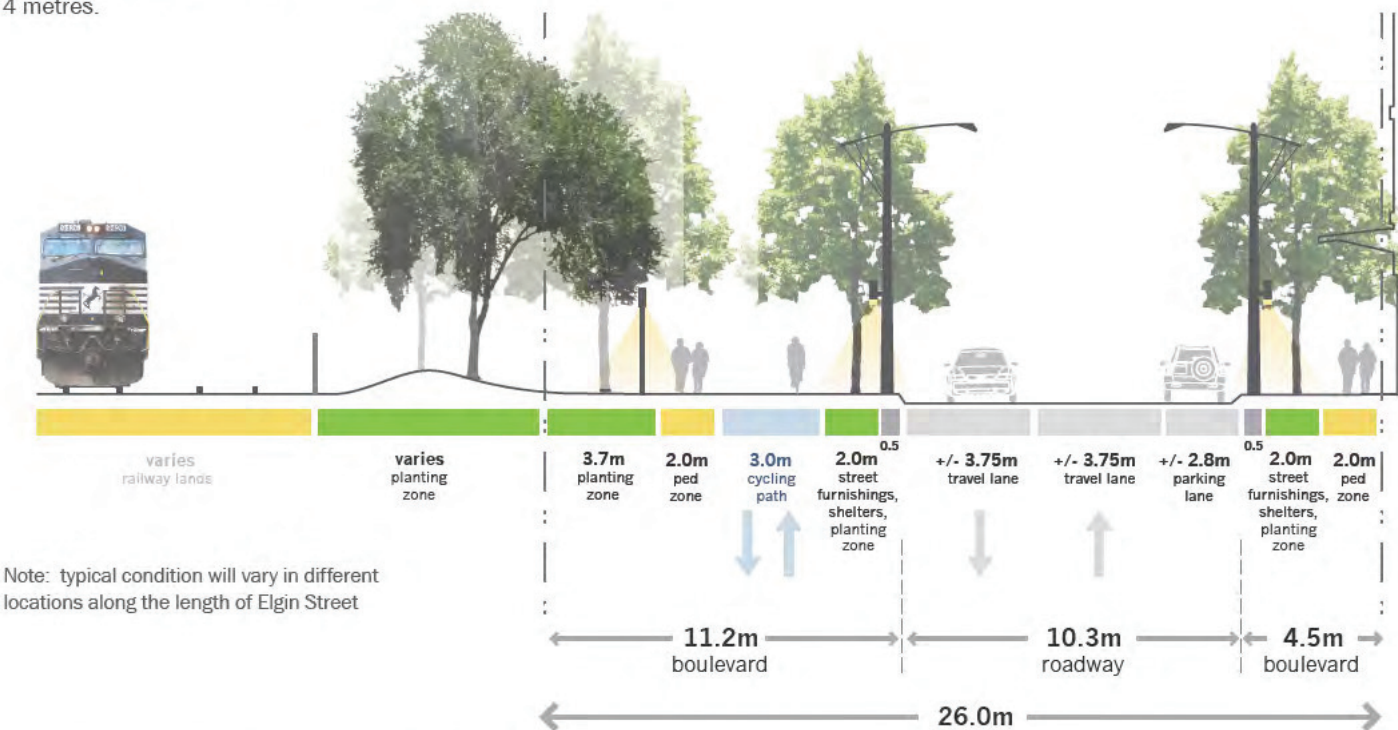 4 metres.
varies
railway lands
varies
planting
zone
3.7m
planting
zone
2.0m
ped
zone
3.0m
cycling
path
2.0m
street
furnishings,
shelters,
planting
zone
0.5
+/- 3.75m
travel lane
+/- 3.75m
travel lane
+/- 2.8m
parking
lane
0.5
2.0m
street
furnishings,
shelters,
planting
zone
2.0m
ped
zone
Note: typical condition will vary in different
locations along the length of Elgin Street
11.2m
boulevard
10.3m
roadway
4.5m
boulevard
26.0m